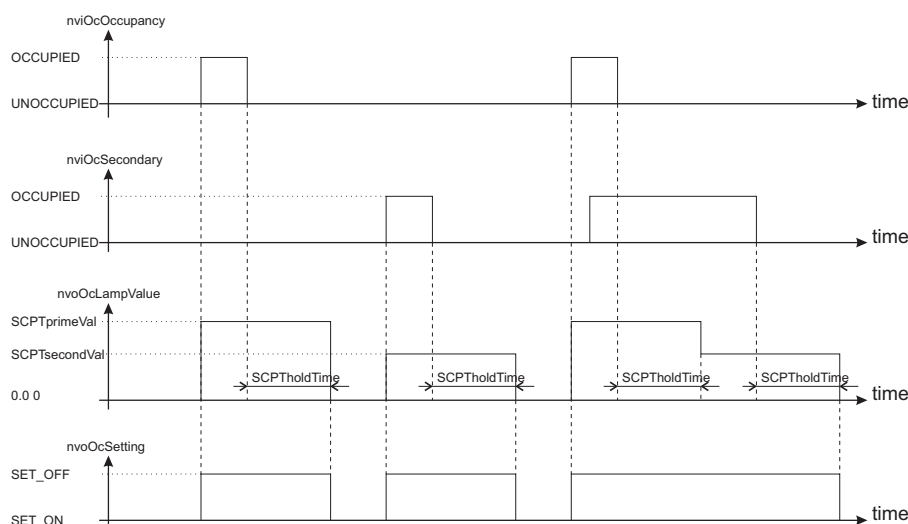 nviOcOccupancy
OCCUPIED
UNOCCUPIED
time
nviOcSecondary
OCCUPIED
UNOCCUPIED
time
nvoOcLampValue
SCPTprimeVal
SCPTsecondVal
SCPTholdTime SCPTholdTime SCPTholdTime SCPTholdTime
0.0 0
time
nvoOcSetting
SET_OFF
SET_ON
time